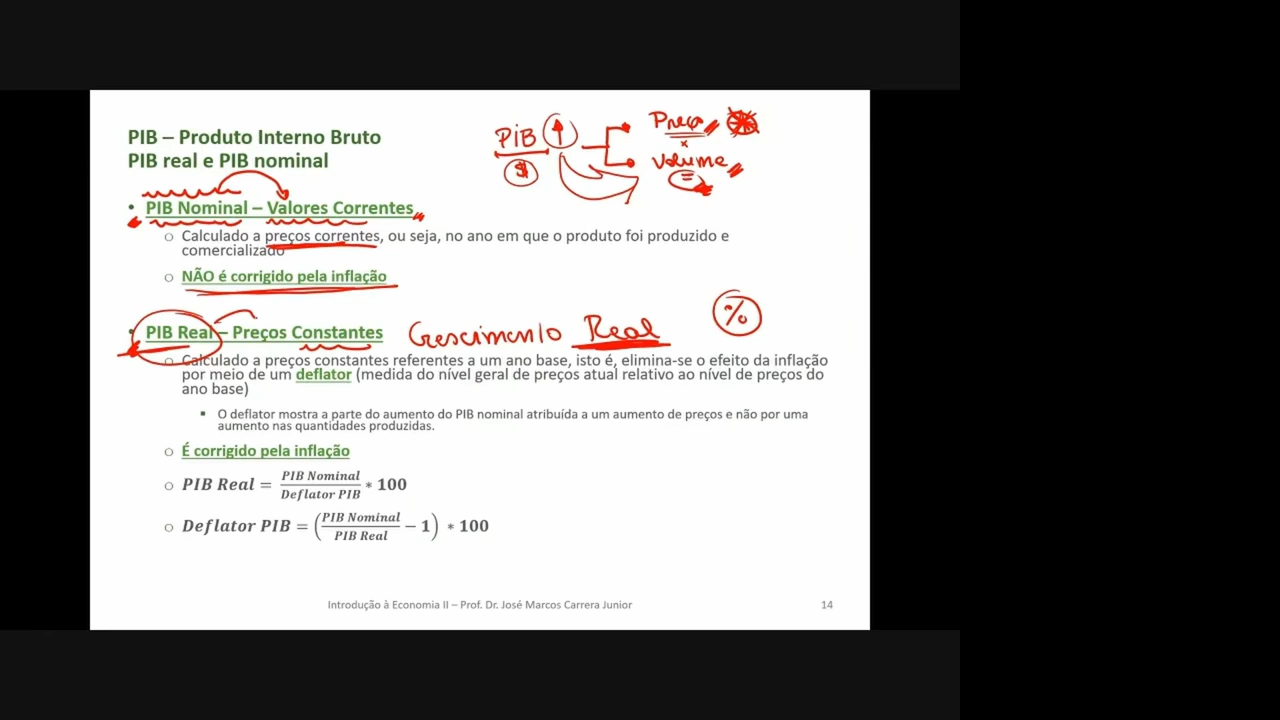 PIB – Produto Interno Bruto
PIB real e PIB nominal
PIB ↑
$
Preço
x
Volume
=
• PIB Nominal – Valores Correntes
○ Calculado a preços correntes, ou seja, no ano em que o produto foi produzido e
comercializado
○ NÃO é corrigido pela inflação
%
• PIB Real – Preços Constantes Crescimento Real
○ Calculado a preços constantes referentes a um ano base, isto é, elimina-se o efeito da inflação
por meio de um deflator (medida do nível geral de preços atual relativo ao nível de preços do
ano base)
▪ O deflator mostra a parte do aumento do PIB nominal atribuída a um aumento de preços e não por uma
aumento nas quantidades produzidas.
○ É corrigido pela inflação
○ PIB Real = PIB Nominal / Deflator PIB * 100
○ Deflator PIB = (PIB Nominal / PIB Real − 1) * 100
Introdução à Economia II – Prof. Dr. José Marcos Carrera Junior 14